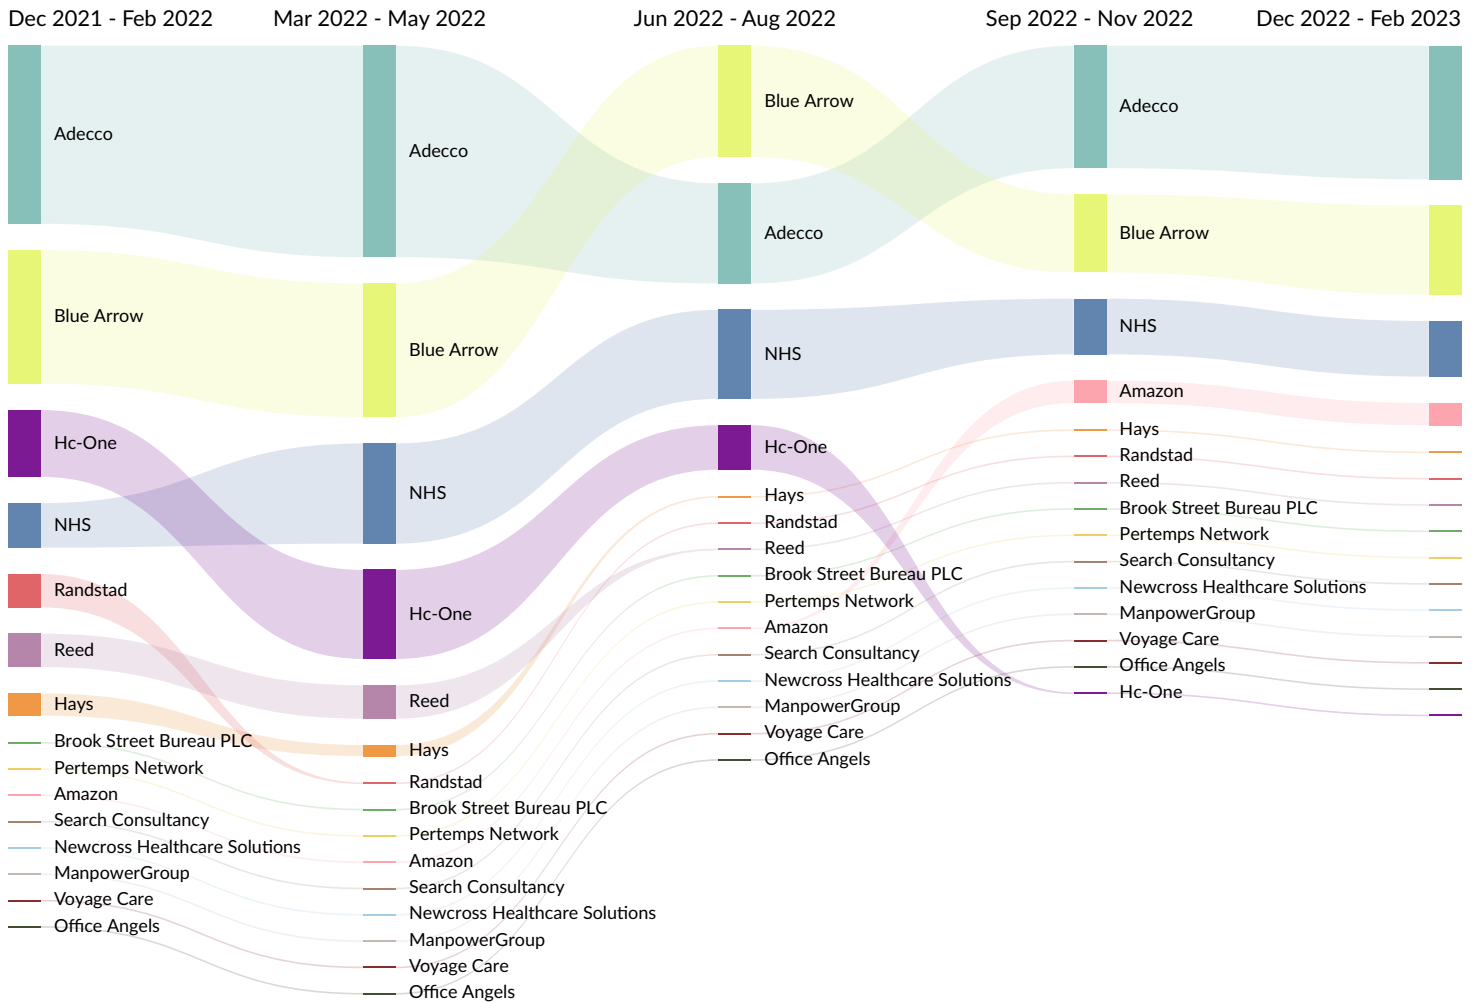 Dec 2021 - Feb 2022
Mar 2022 - May 2022
Jun 2022 - Aug 2022
Sep 2022 - Nov 2022
Dec 2022 - Feb 2023
Adecco
Blue Arrow
Hc-One
NHS
Randstad
Reed
Hays
Brook Street Bureau PLC
Pertemps Network
Amazon
Search Consultancy
Newcross Healthcare Solutions
ManpowerGroup
Voyage Care
Office Angels
Adecco
Blue Arrow
NHS
Hc-One
Reed
Hays
Randstad
Brook Street Bureau PLC
Pertemps Network
Amazon
Search Consultancy
Newcross Healthcare Solutions
ManpowerGroup
Voyage Care
Office Angels
Blue Arrow
Adecco
NHS
Hc-One
Hays
Randstad
Reed
Brook Street Bureau PLC
Pertemps Network
Amazon
Search Consultancy
Newcross Healthcare Solutions
ManpowerGroup
Voyage Care
Office Angels
Adecco
Blue Arrow
NHS
Amazon
Hays
Randstad
Reed
Brook Street Bureau PLC
Pertemps Network
Search Consultancy
Newcross Healthcare Solutions
ManpowerGroup
Voyage Care
Office Angels
Hc-One